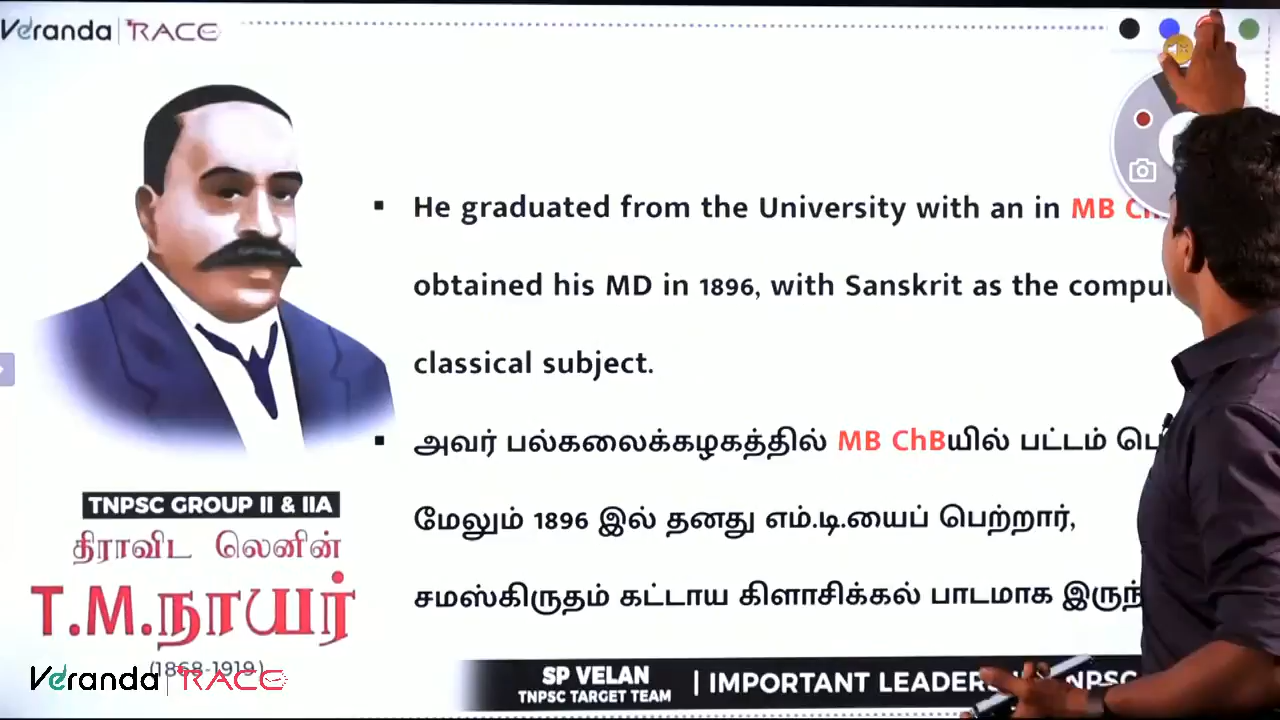 Veranda RACE
He graduated from the University with an in MB
obtained his MD in 1896, with Sanskrit as the
classical subject.
அவர் பல்கலைக்கழகத்தில் MB ChBயில் பட்டம்
மேலும் 1896 இல் தனது எம்.டி.யைப் பெற்றார்,
சமஸ்கிருதம் கட்டாய கிளாசிக்கல் பாடமாக
TNPSC GROUP II & IIA
திராவிட லெனின்
T.M.நாயர்
(1868-1919)
Veranda RACE
SP VELAN
TNPSC TARGET TEAM
| IMPORTANT